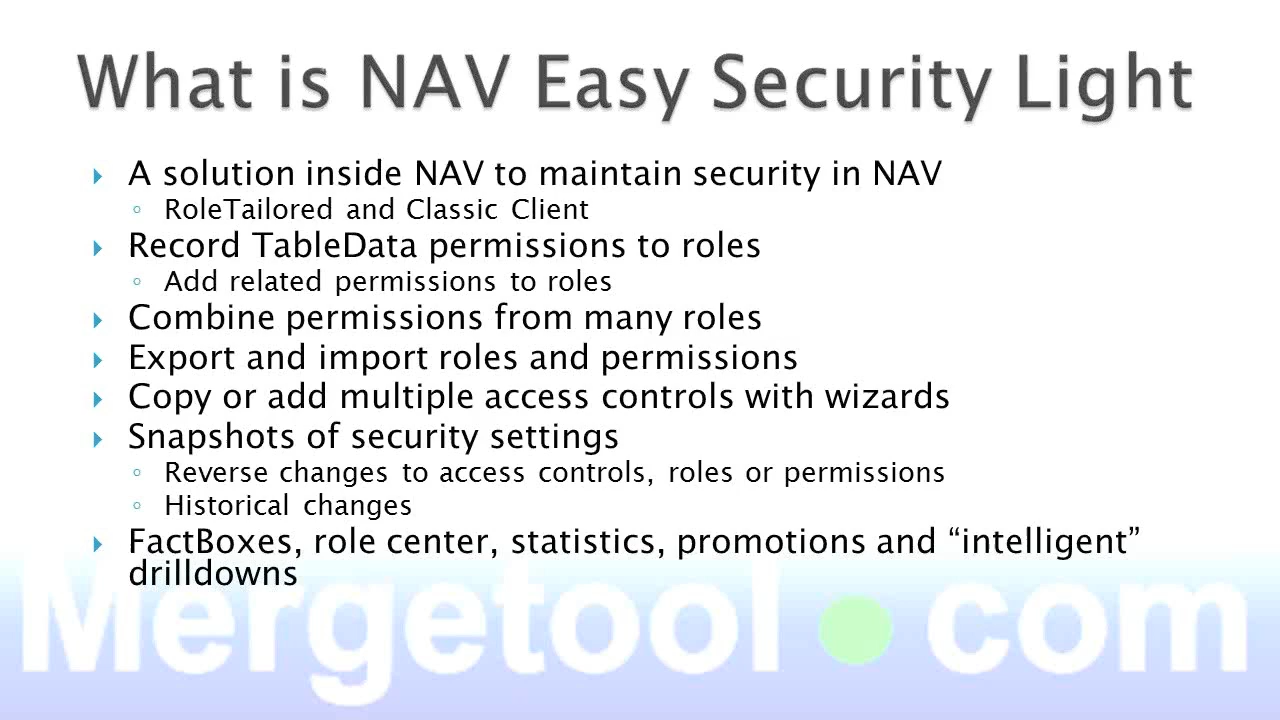 What is NAV Easy Security Light
A solution inside NAV to maintain security in NAV
RoleTailored and Classic Client
Record TableData permissions to roles
Add related permissions to roles
Combine permissions from many roles
Export and import roles and permissions
Copy or add multiple access controls with wizards
Snapshots of security settings
Reverse changes to access controls, roles or permissions
Historical changes
FactBoxes, role center, statistics, promotions and “intelligent”
drilldowns
Mergetool.com